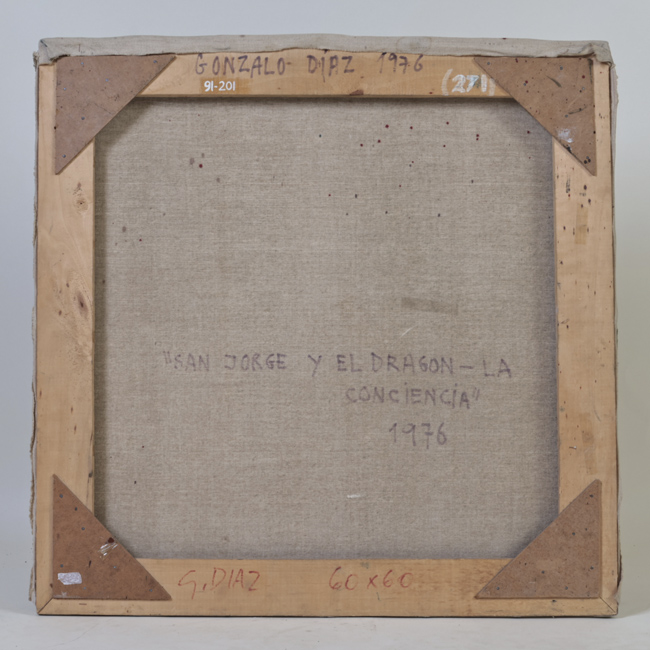 GONZALO DIAZ 1976
91-201
(271)
"SAN JORGE Y EL DRAGON - LA
CONCIENCIA"
1976
G. DIAZ 60x60